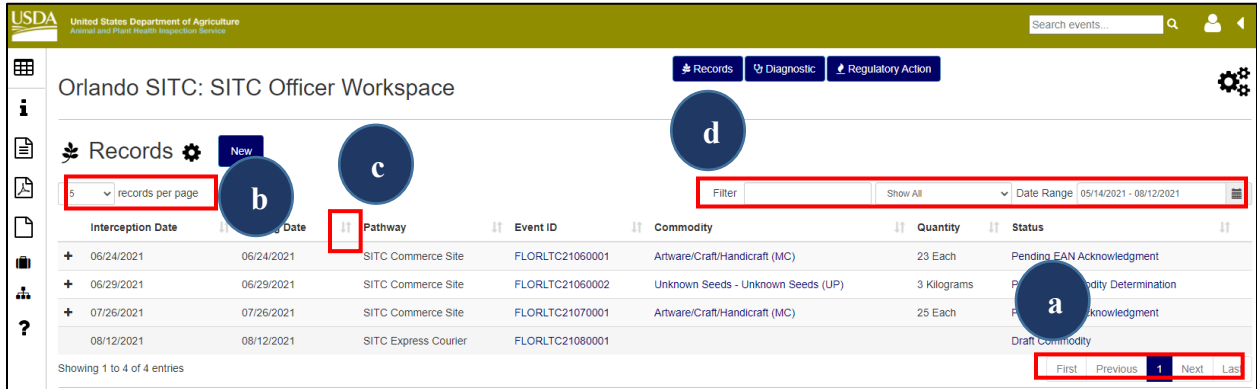 USDA United States Department of Agriculture
Animal and Plant Health Inspection Service
Search events...
Records Diagnostic Regulatory Action
Orlando SITC: SITC Officer Workspace
d
Records New
c
5 records per page
b
Filter Show All Date Range 05/14/2021 - 08/12/2021
Interception Date Date Pathway Event ID Commodity Quantity Status
+ 06/24/2021 06/24/2021 SITC Commerce Site FLORLTC21060001 Artware/Craft/Handicraft (MC) 23 Each Pending EAN Acknowledgment
+ 06/29/2021 06/29/2021 SITC Commerce Site FLORLTC21060002 Unknown Seeds - Unknown Seeds (UP) 3 Kilograms Determination
+ 07/26/2021 07/26/2021 SITC Commerce Site FLORLTC21070001 Artware/Craft/Handicraft (MC) 25 Each
a
08/12/2021 08/12/2021 SITC Express Courier FLORLTC21080001 Draft Commodity
Showing 1 to 4 of 4 entries First Previous 1 Next Last